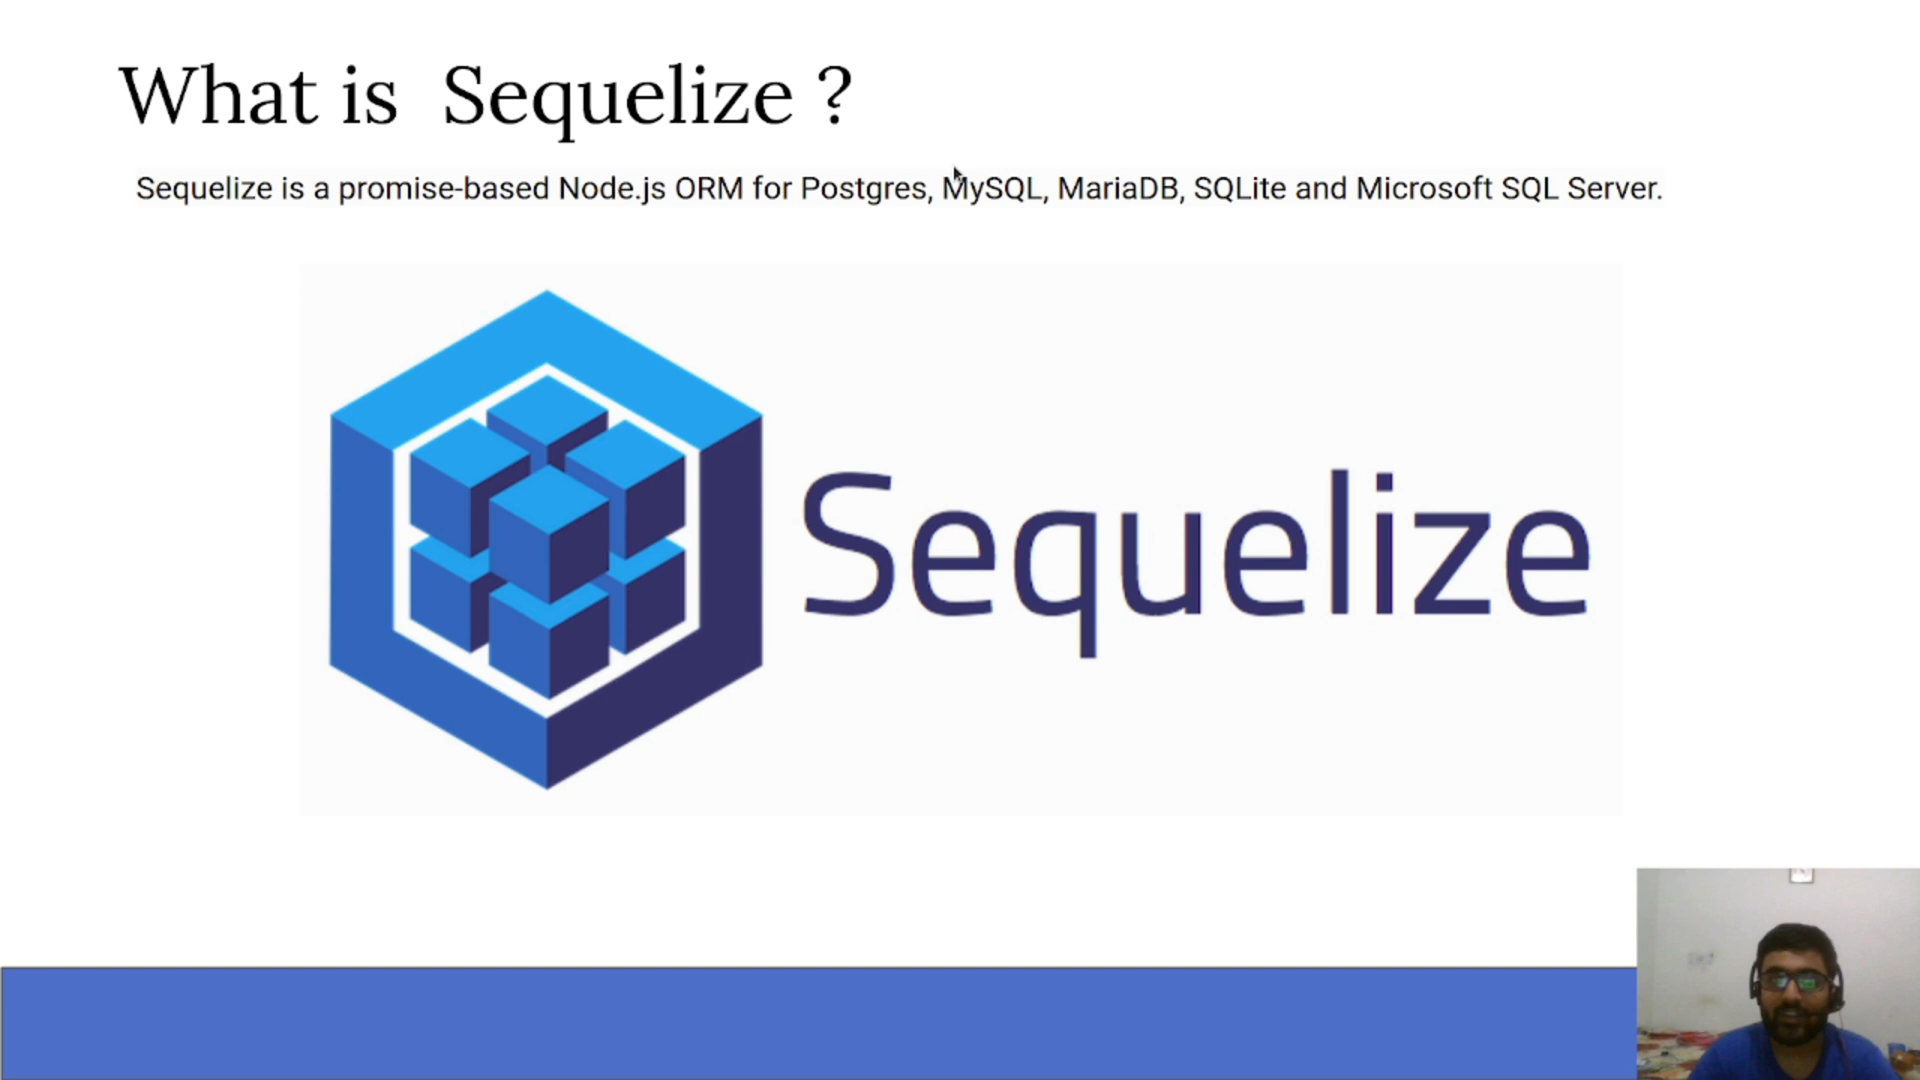 What is  Sequelize ?
Sequelize is a promise-based Node.js ORM for Postgres, MySQL, MariaDB, SQLite and Microsoft SQL Server.
Sequelize